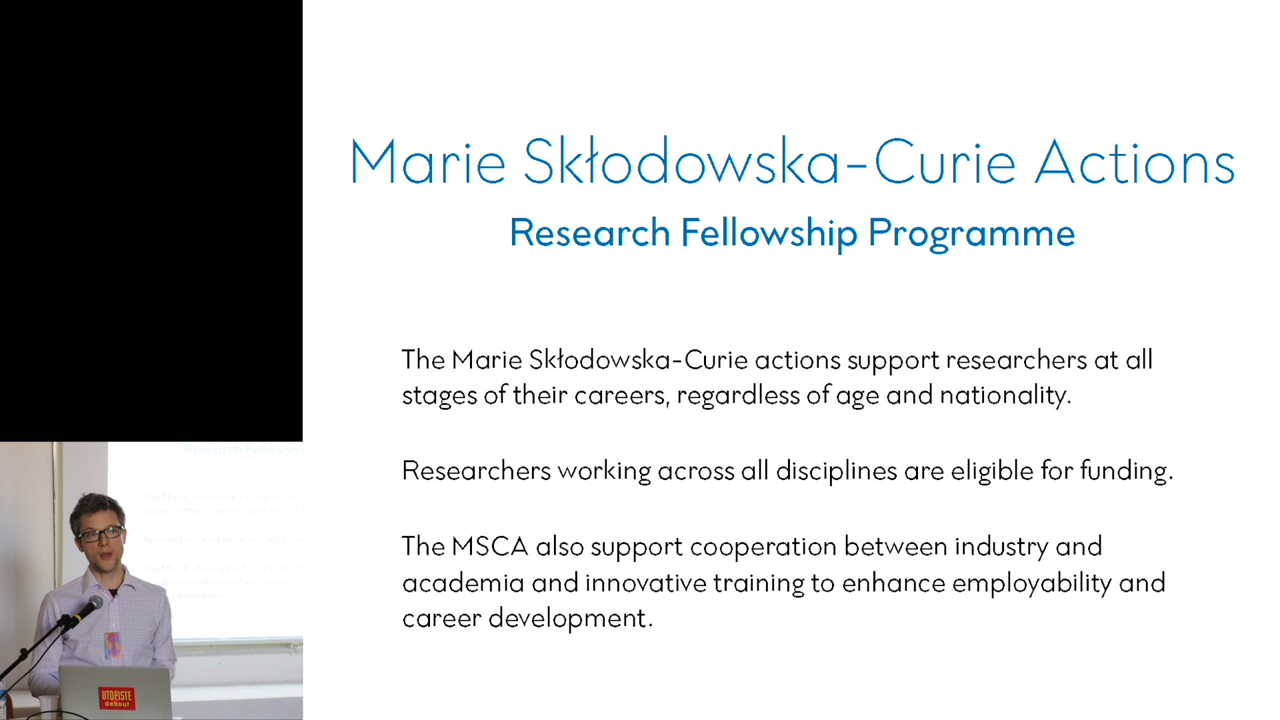 Marie Skłodowska-Curie Actions
Research Fellowship Programme
The Marie Skłodowska-Curie actions support researchers at all
stages of their careers, regardless of age and nationality.
Researchers working across all disciplines are eligible for funding.
The MSCA also support cooperation between industry and
academia and innovative training to enhance employability and
career development.
Research Fellowship
UTOPISTE
debout